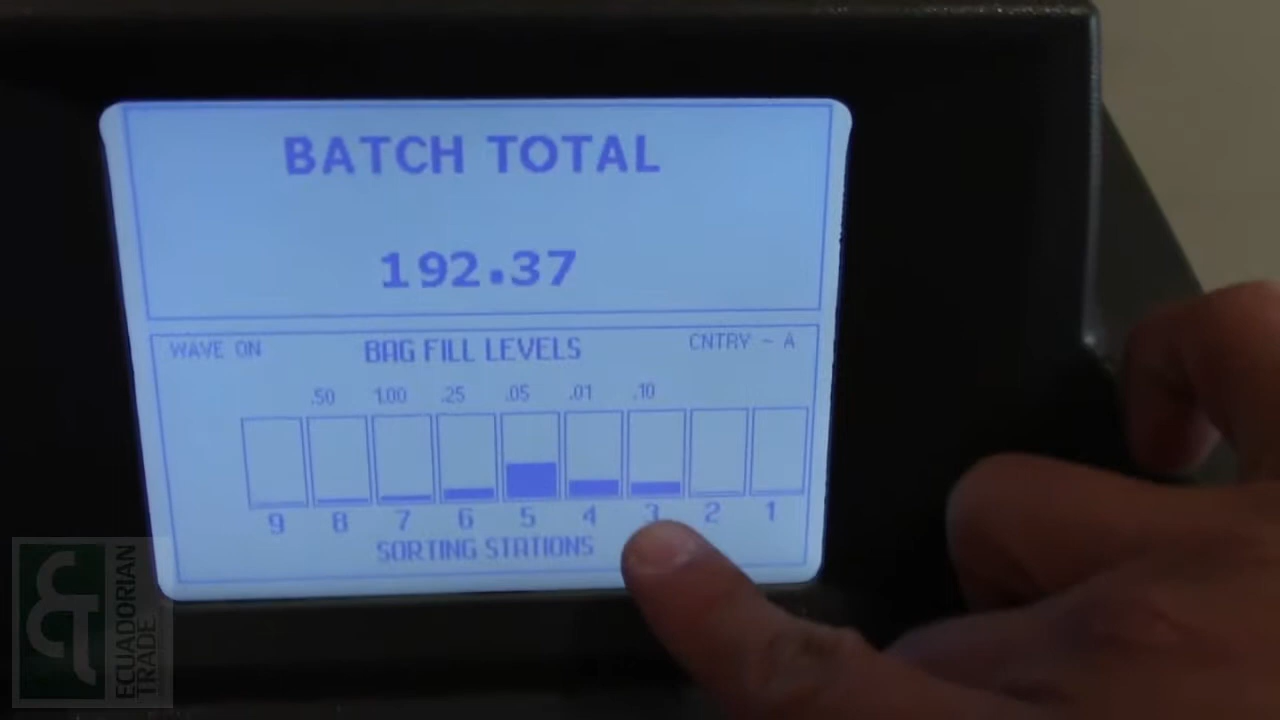 BATCH TOTAL
192.37
WAVE ON
BAG FILL LEVELS
CNTRY - A
.50 1.00 .25 .05 .01 .10
9 8 7 6 5 4 3 2 1
SORTING STATIONS
ECUADORIAN
TRADE